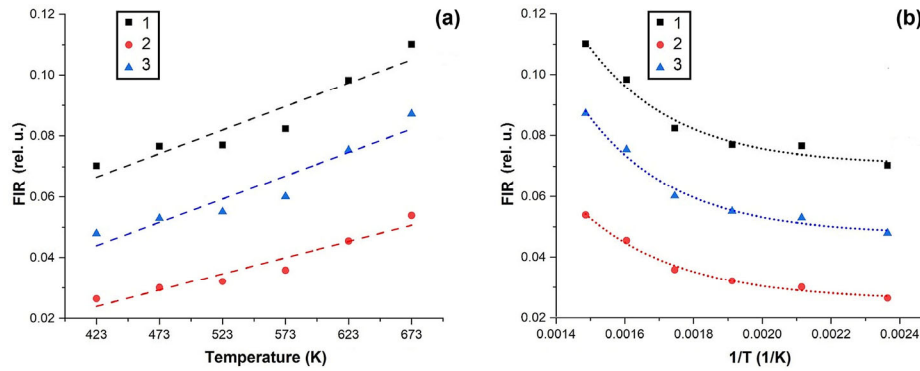 (a)
1
2
3
FIR (rel. u.)
0.12
0.10
0.08
0.06
0.04
0.02
423 473 523 573 623 673
Temperature (K)
(b)
1
2
3
FIR (rel. u.)
0.12
0.10
0.08
0.06
0.04
0.02
0.0014 0.0016 0.0018 0.0020 0.0022 0.0024
1/T (1/K)